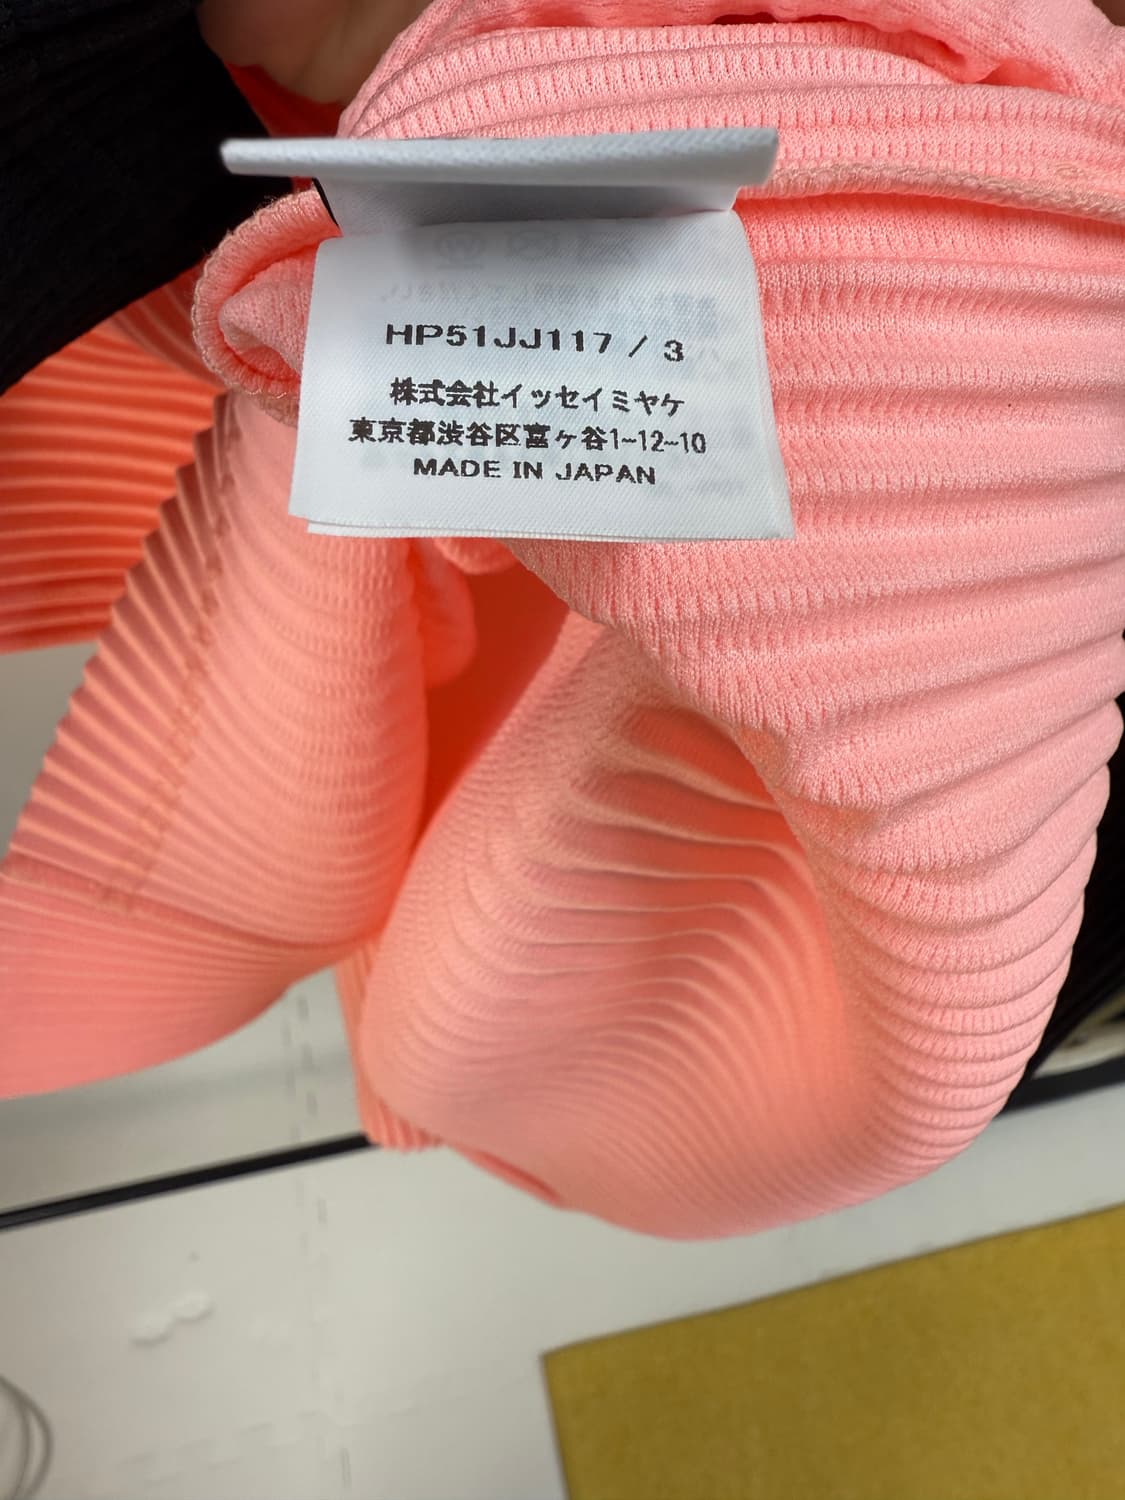 HP51JJ117 / 3
株式会社イッセイミヤケ
東京都渋谷区富ヶ谷1-12-10
MADE IN JAPAN